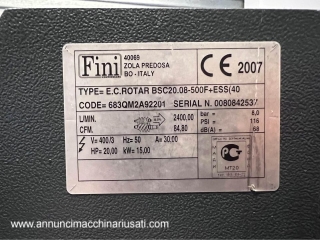 Fini
40069
ZOLA PREDOSA
BO - ITALY
CE 2007
TYPE= E.C.ROTAR BSC20.08-500F+ESS(40
CODE= 683QM2A92201 SERIAL N. 008084253
L/MIN. 2400,00
CFM. 84,80
bar = 8,0
PSI = 116
dB(A) = 68
V= 400/3 Hz= 50 A= 30,00
HP= 20,00 kW= 15,00
www.annuncimacchinariusati.com